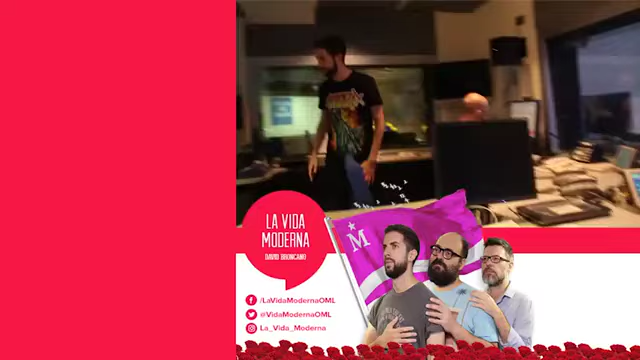 LA VIDA
MODERNA
DAVID BRONCANO
M
/LaVidaModernaOML
@VidaModernaOML
La_Vida_Moderna